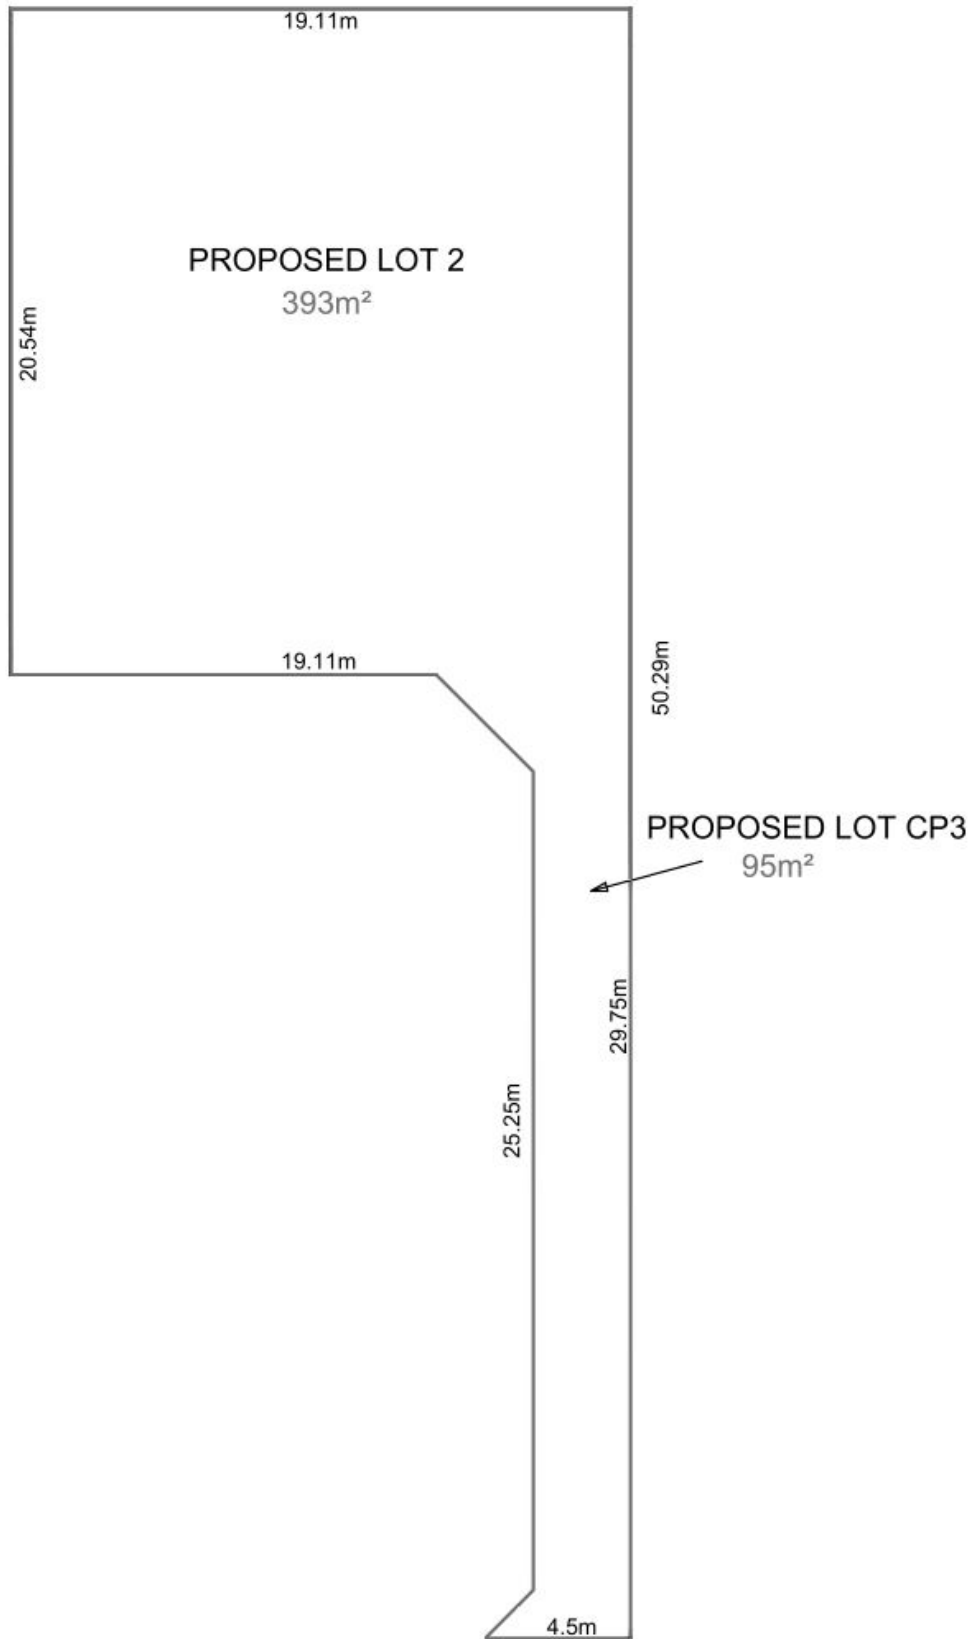 19.11m
PROPOSED LOT 2
393m²
20.54m
19.11m
50.29m
PROPOSED LOT CP3
95m²
29.75m
25.25m
4.5m